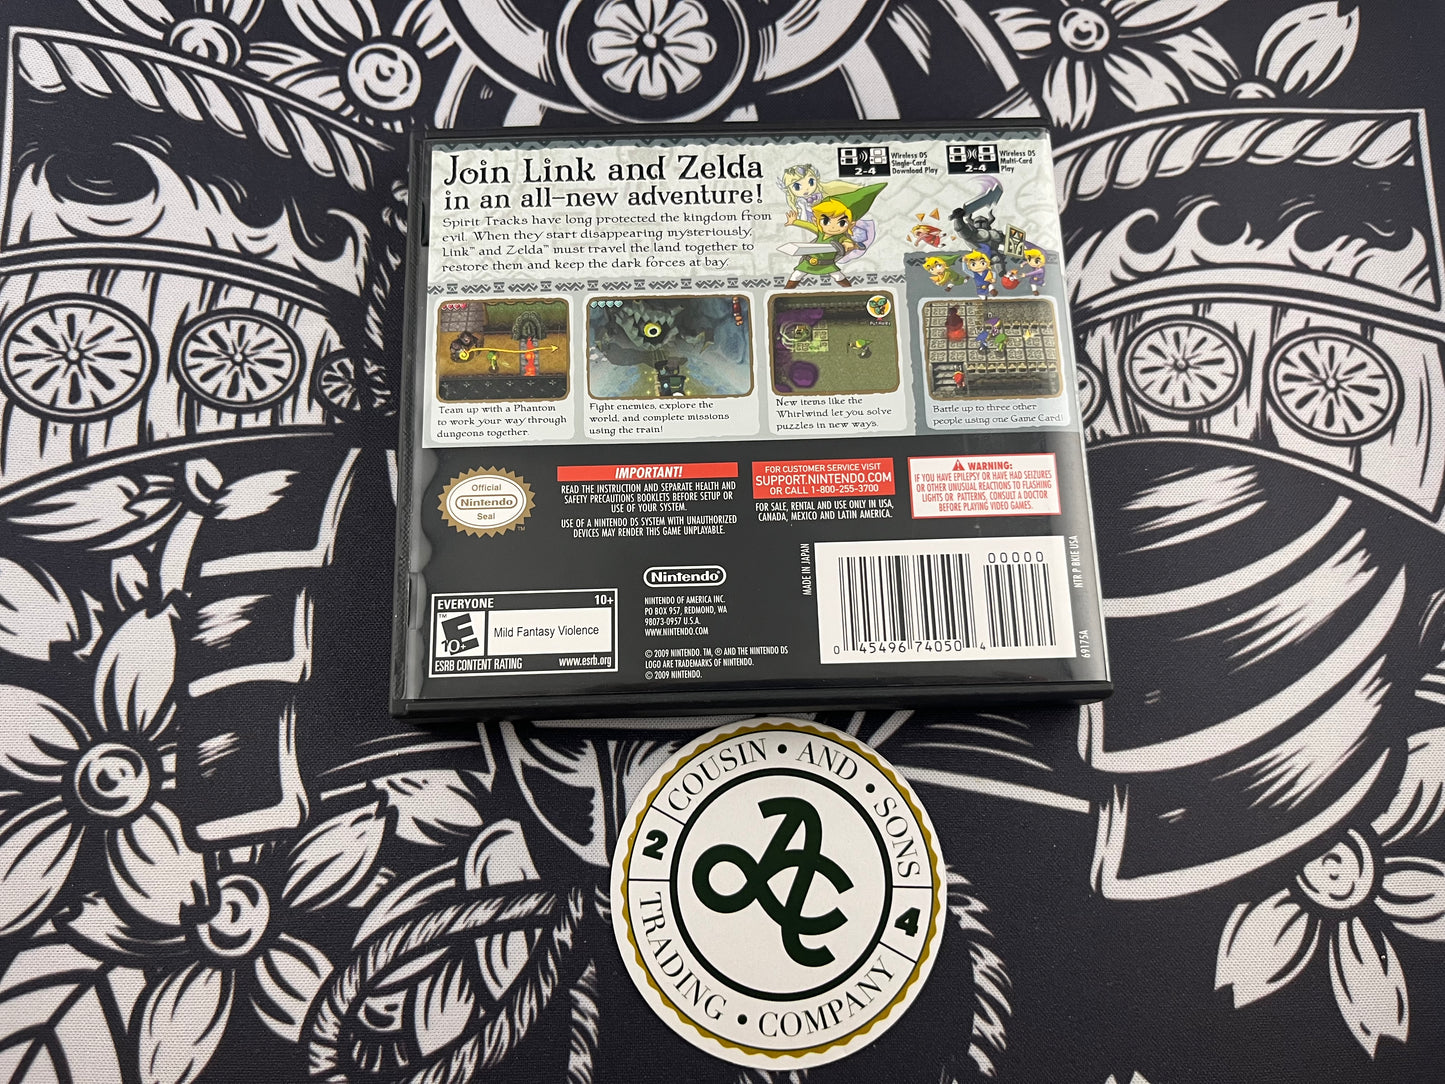 Join Link and Zelda
in an all-new adventure!
Spirit Tracks have long protected the kingdom from
evil. When they start disappearing mysteriously,
Link™ and Zelda™ must travel the land together to
restore them and keep the dark forces at bay.
2-4
Wireless DS
Single-Card
Download Play
2-4
Wireless DS
Multi-Card
Play
Team up with a Phantom
to work your way through
dungeons together.
Fight enemies, explore the
world, and complete missions
using the train!
New items like the
Whirlwind let you solve
puzzles in new ways.
Battle up to three other
people using one Game Card!
Official
Nintendo
Seal
TM
IMPORTANT!
READ THE INSTRUCTION AND SEPARATE HEALTH AND
SAFETY PRECAUTIONS BOOKLETS BEFORE SETUP OR
USE OF YOUR SYSTEM.
USE OF A NINTENDO DS SYSTEM WITH UNAUTHORIZED
DEVICES MAY RENDER THIS GAME UNPLAYABLE.
FOR CUSTOMER SERVICE VISIT
SUPPORT.NINTENDO.COM
OR CALL 1-800-255-3700
FOR SALE, RENTAL AND USE ONLY IN USA,
CANADA, MEXICO AND LATIN AMERICA.
WARNING:
IF YOU HAVE EPILEPSY OR HAVE HAD SEIZURES
OR OTHER UNUSUAL REACTIONS TO FLASHING
LIGHTS OR PATTERNS, CONSULT A DOCTOR
BEFORE PLAYING VIDEO GAMES.
EVERYONE 10+
™
E
10+
Mild Fantasy Violence
ESRB CONTENT RATING www.esrb.org
Nintendo®
NINTENDO OF AMERICA INC.
PO BOX 957, REDMOND, WA
98073-0957 U.S.A.
WWW.NINTENDO.COM
© 2009 NINTENDO. TM, ® AND THE NINTENDO DS
LOGO ARE TRADEMARKS OF NINTENDO.
© 2009 NINTENDO.
MADE IN JAPAN
00000
0 45496 74050 4
NTR P BKIE USA
69175A
COUSIN • AND • SONS
2 4
TRADING • COMPANY